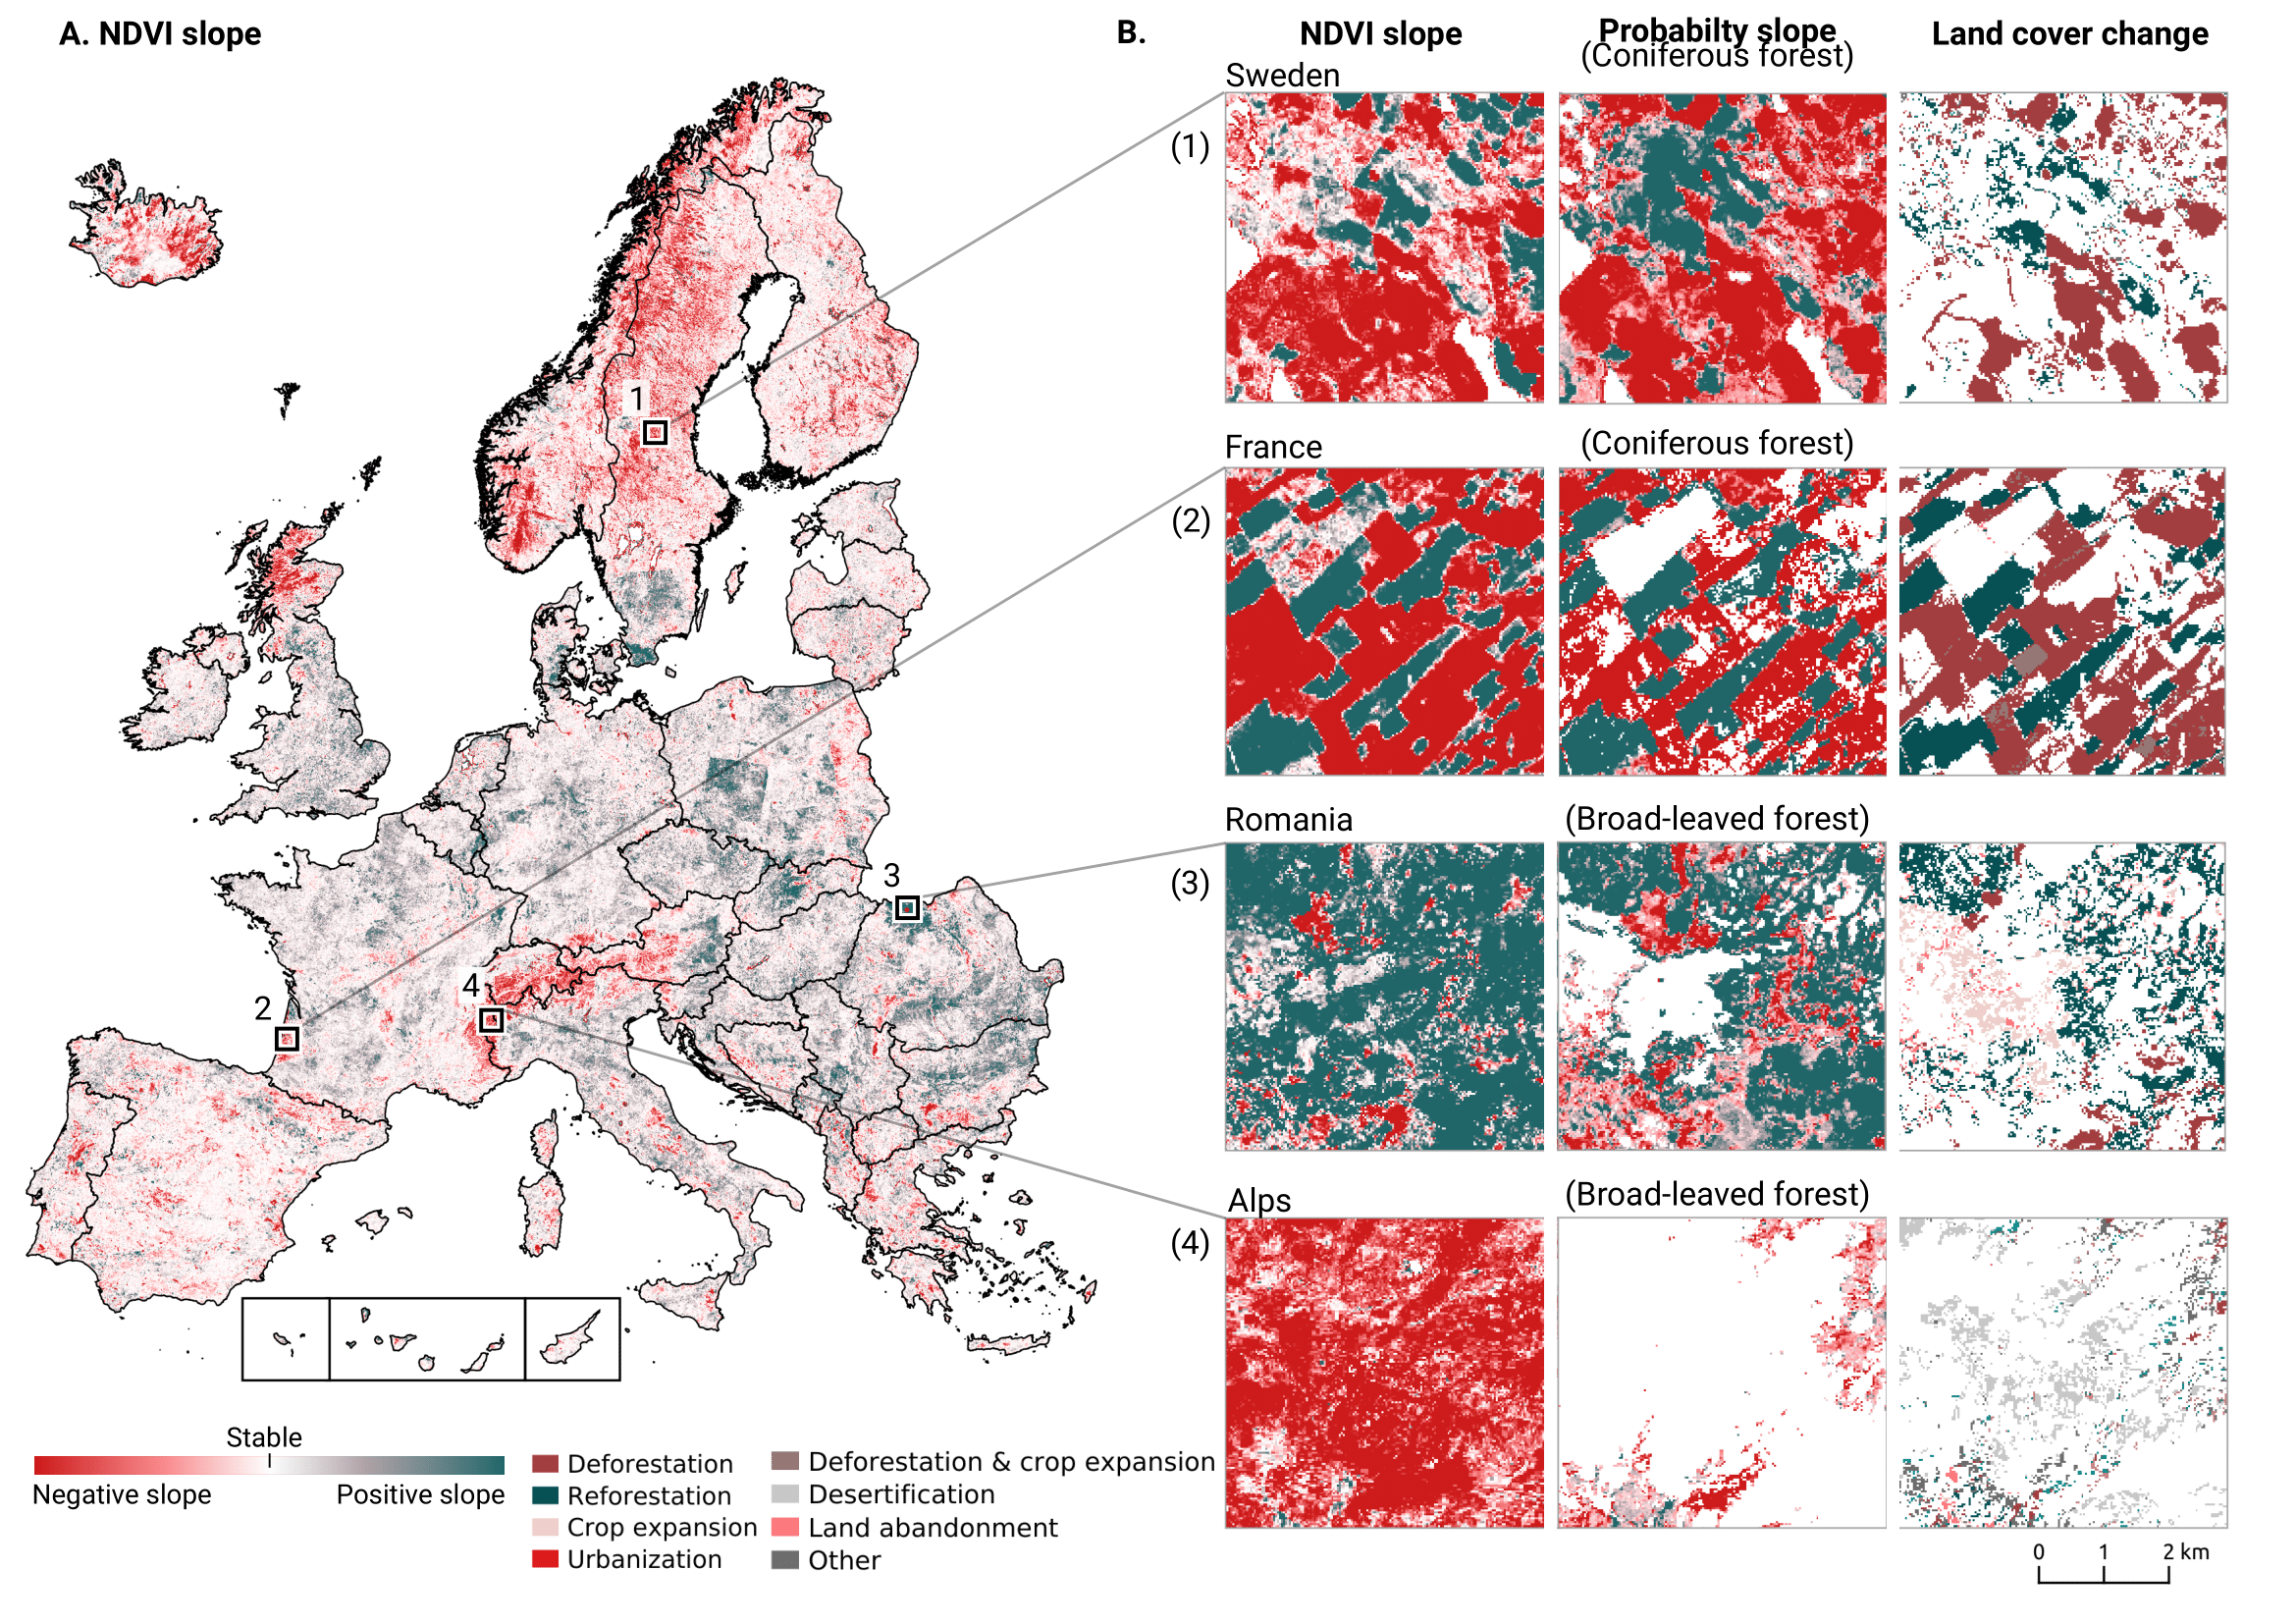 A. NDVI slope
B.
NDVI slope
Probabilty slope
(Coniferous forest)
Land cover change
Sweden
(1)
France
(Coniferous forest)
(2)
Romania
(Broad-leaved forest)
(3)
Alps
(Broad-leaved forest)
(4)
1
2
3
4
Stable
Negative slope
Positive slope
Deforestation
Reforestation
Crop expansion
Urbanization
Deforestation & crop expansion
Desertification
Land abandonment
Other
0 1 2 km